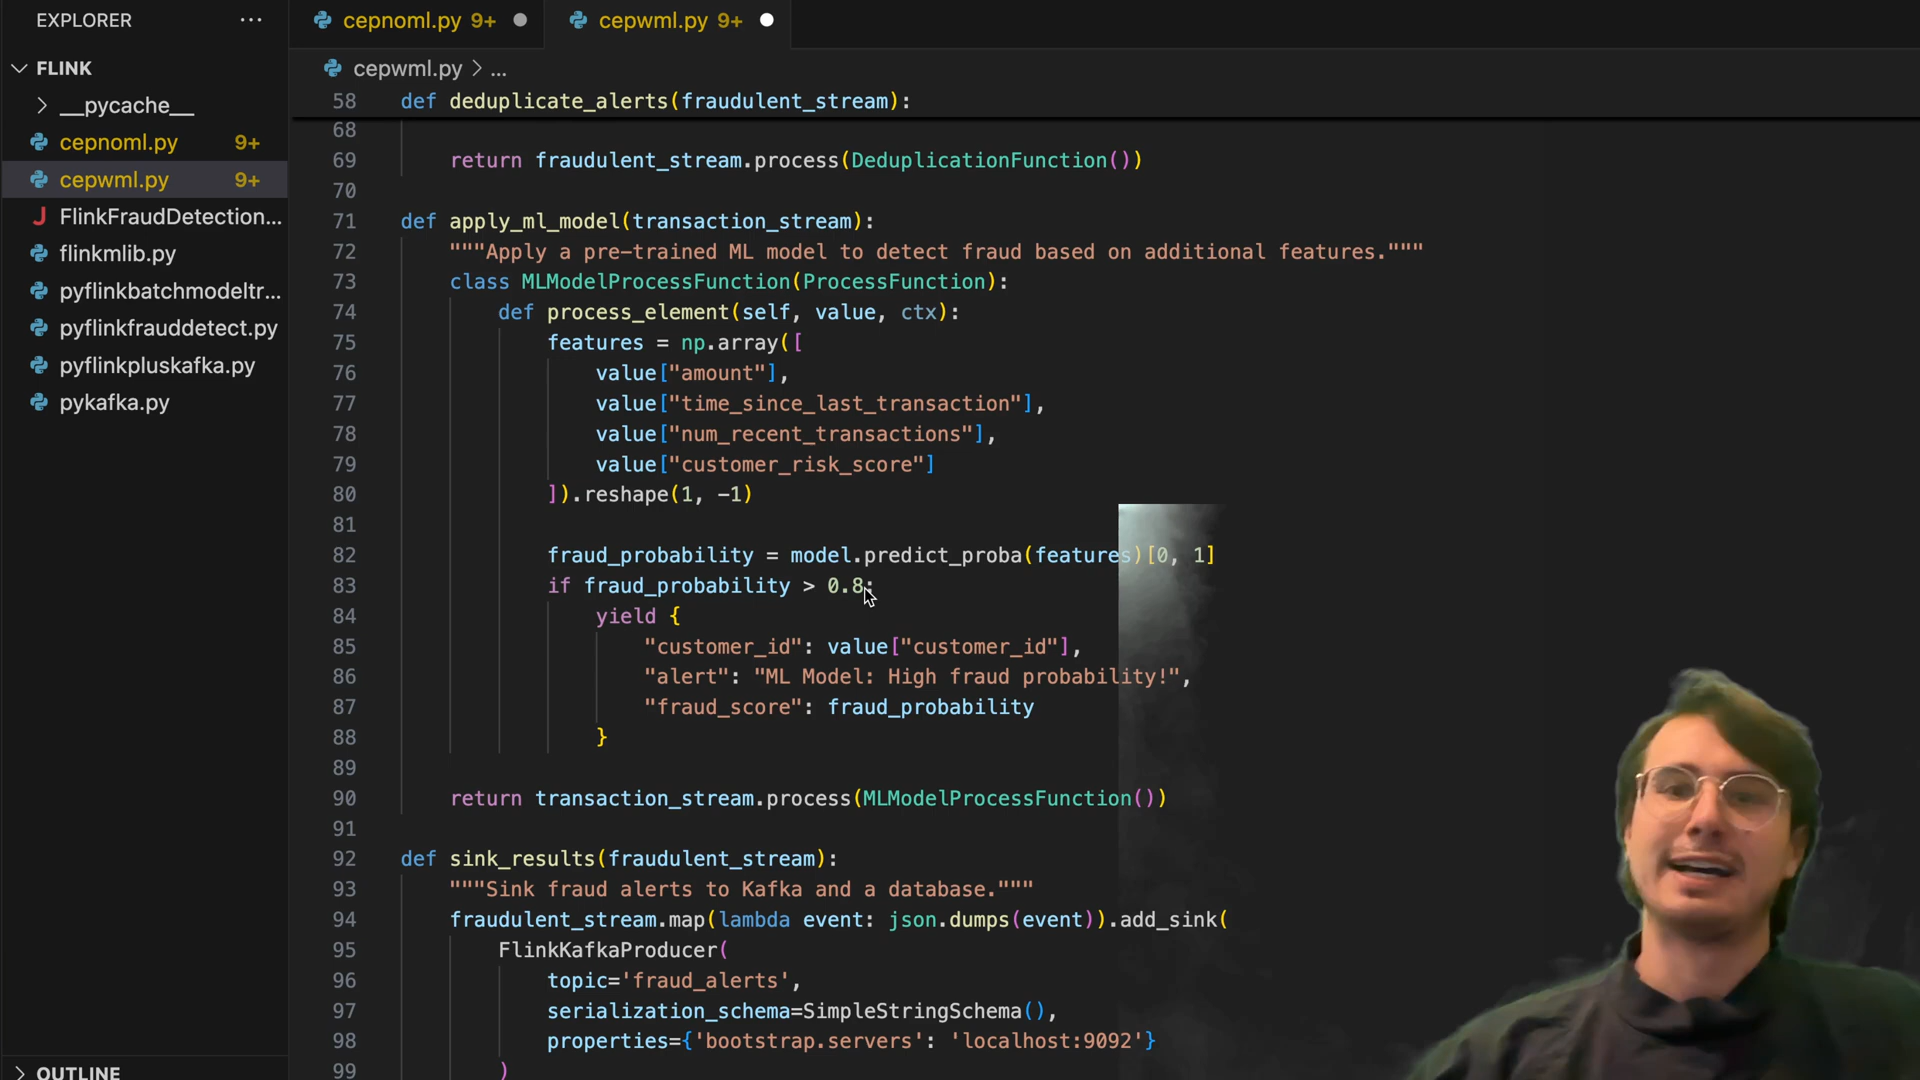 EXPLORER ...
FLINK
__pycache__
cepnoml.py 9+
cepwml.py 9+
FlinkFraudDetection...
flinkmlib.py
pyflinkbatchmodeltr...
pyflinkfrauddetect.py
pyflinkpluskafka.py
pykafka.py
OUTLINE
cepnoml.py 9+
cepwml.py 9+
cepwml.py > ...
58 def deduplicate_alerts(fraudulent_stream):
68
69 return fraudulent_stream.process(DeduplicationFunction())
70
71 def apply_ml_model(transaction_stream):
72 """Apply a pre-trained ML model to detect fraud based on additional features."""
73 class MLModelProcessFunction(ProcessFunction):
74 def process_element(self, value, ctx):
75 features = np.array([
76 value["amount"],
77 value["time_since_last_transaction"],
78 value["num_recent_transactions"],
79 value["customer_risk_score"]
80 ]).reshape(1, -1)
81
82 fraud_probability = model.predict_proba(features)[0, 1]
83 if fraud_probability > 0.8:
84 yield {
85 "customer_id": value["customer_id"],
86 "alert": "ML Model: High fraud probability!",
87 "fraud_score": fraud_probability
88 }
89
90 return transaction_stream.process(MLModelProcessFunction())
91
92 def sink_results(fraudulent_stream):
93 """Sink fraud alerts to Kafka and a database."""
94 fraudulent_stream.map(lambda event: json.dumps(event)).add_sink(
95 FlinkKafkaProducer(
96 topic='fraud_alerts',
97 serialization_schema=SimpleStringSchema(),
98 properties={'bootstrap.servers': 'localhost:9092'}
99 )